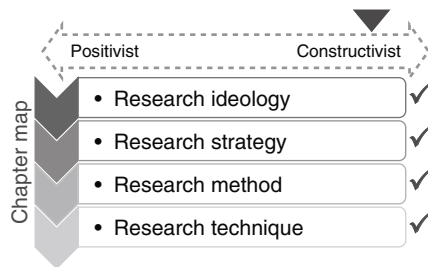 Positivist Constructivist
Chapter map
• Research ideology
• Research strategy
• Research method
• Research technique